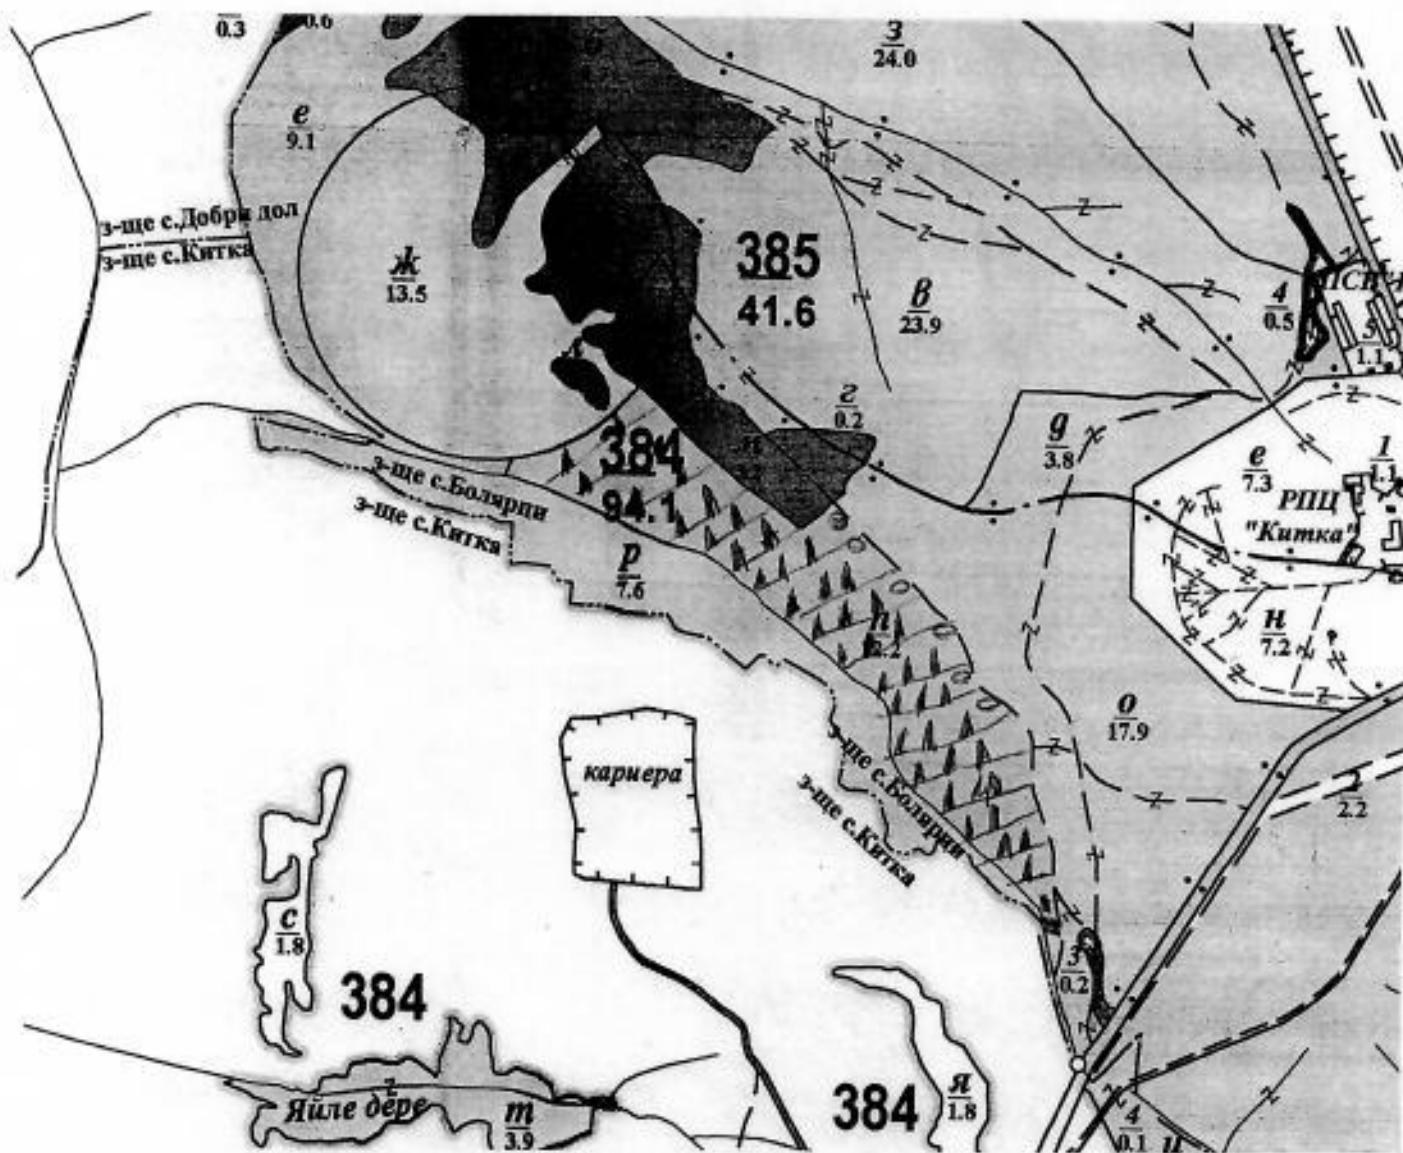 0.3
0.6
З
24.0
е
9.1
з-ще с.Добри дол
з-ще с.Китка
ж
13.5
385
41.6
в
23.9
4
0.5
5
1.1
г
0.2
д
3.8
384
94.1
з-ще с.Болярци
з-ще с.Китка
е
7.3
1
1.1
РПЦ
"Китка"
р
7.6
п
12.2
н
7.2
о
17.9
2.2
кариера
з-ще с.Болярци
з-ще с.Китка
с
1.8
384
3
0.2
Яйле дере
т
3.9
384
я
1.8
4
0.1